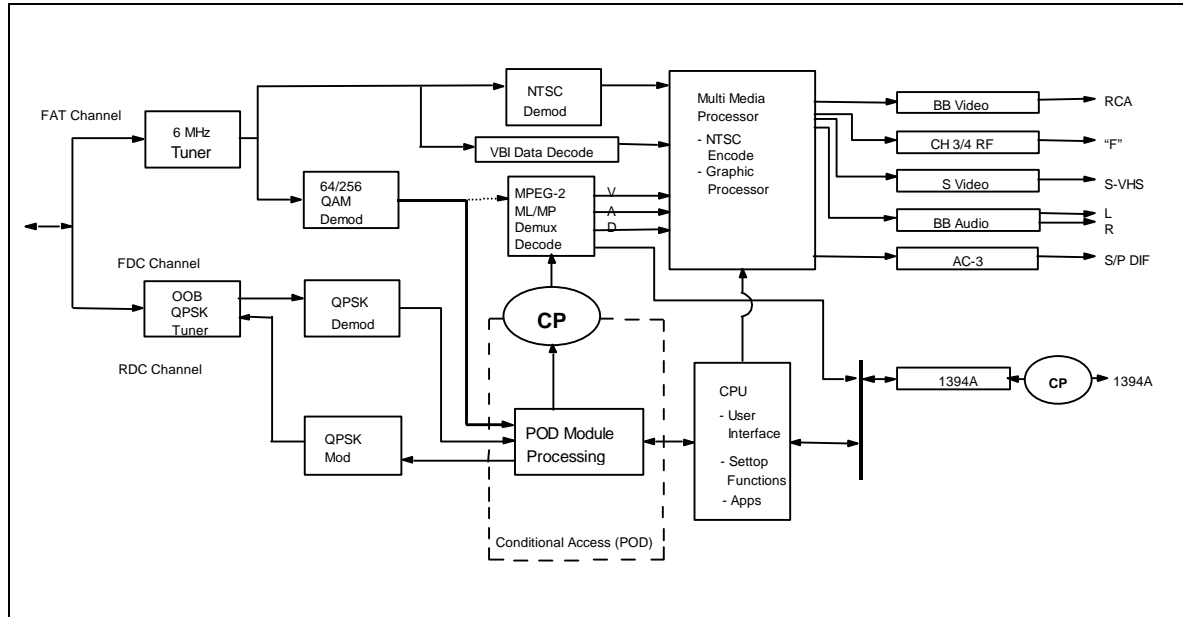 FAT Channel
6 MHz
Tuner
NTSC
Demod
VBI Data Decode
64/256
QAM
Demod
MPEG-2
ML/MP
Demux
Decode
V
A
D
Multi Media
Processor
- NTSC
Encode
- Graphic
Processor
BB Video
RCA
CH 3/4 RF
“F”
S Video
S-VHS
BB Audio
L
R
AC-3
S/P DIF
FDC Channel
OOB
QPSK
Tuner
QPSK
Demod
RDC Channel
QPSK
Mod
CP
POD Module
Processing
Conditional Access (POD)
CPU
- User
Interface
- Settop
Functions
- Apps
1394A
CP
1394A